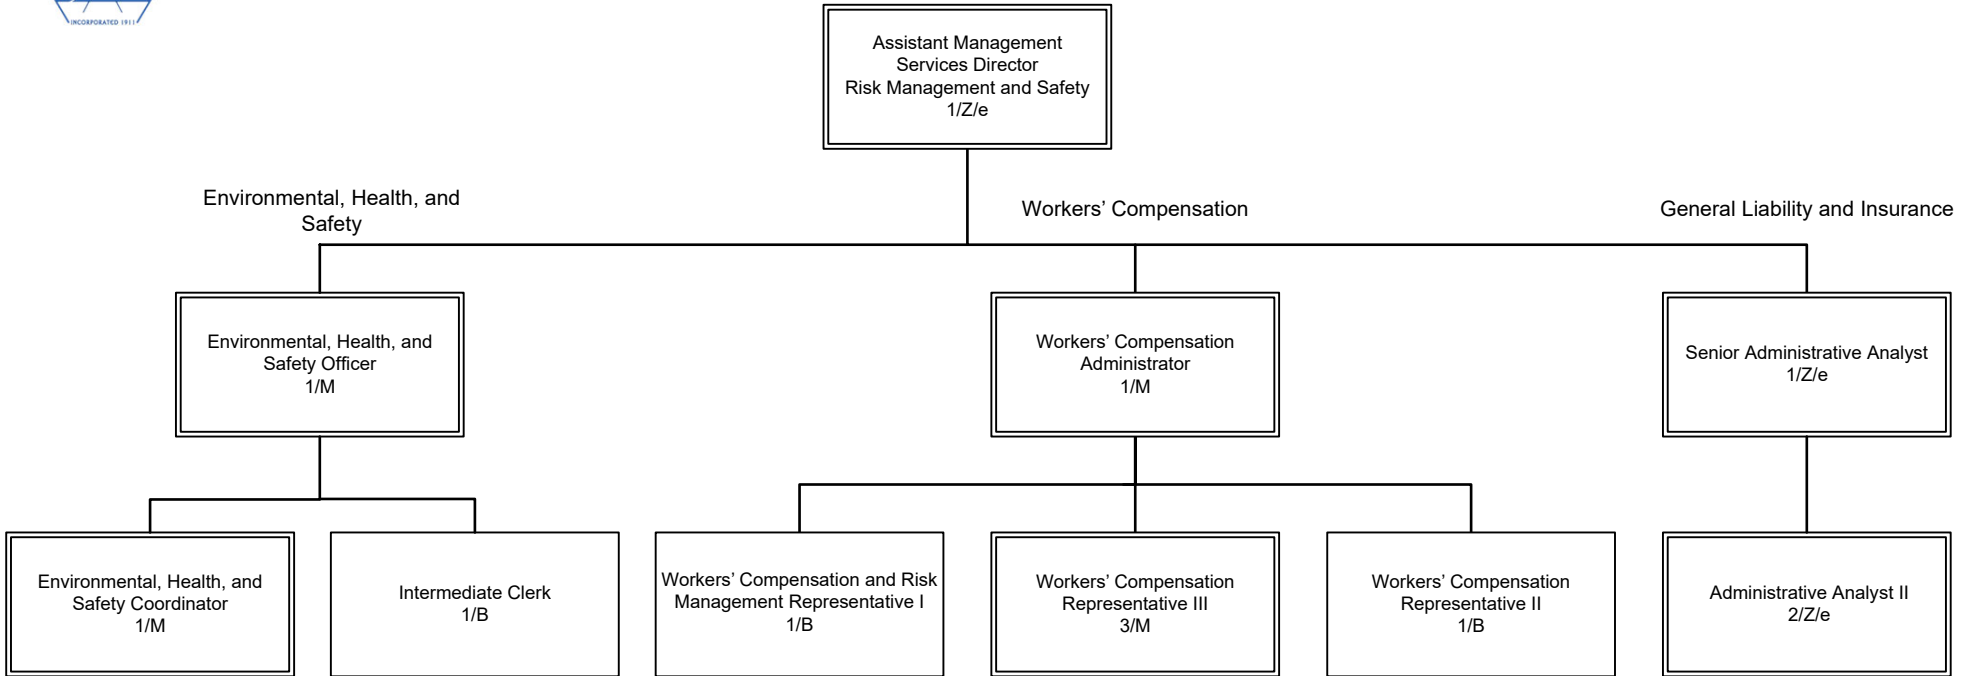 INCORPORATED 1911
Assistant Management
Services Director
Risk Management and Safety
1/Z/e
Environmental, Health, and
Safety
Workers’ Compensation
General Liability and Insurance
Environmental, Health, and
Safety Officer
1/M
Workers’ Compensation
Administrator
1/M
Senior Administrative Analyst
1/Z/e
Environmental, Health, and
Safety Coordinator
1/M
Intermediate Clerk
1/B
Workers’ Compensation and Risk
Management Representative I
1/B
Workers’ Compensation
Representative III
3/M
Workers’ Compensation
Representative II
1/B
Administrative Analyst II
2/Z/e